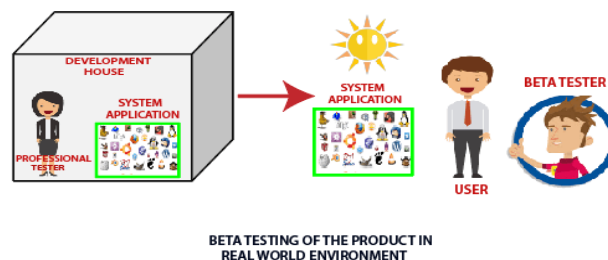 DEVELOPMENT
HOUSE
SYSTEM
APPLICATION
PROFESSIONAL
TESTER
SYSTEM
APPLICATION
BETA TESTER
USER
BETA TESTING OF THE PRODUCT IN
REAL WORLD ENVIRONMENT